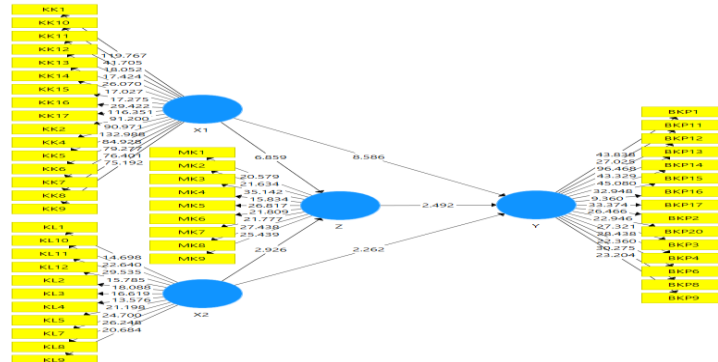 KK1
KK10
KK11
KK12
KK13
KK14
KK15
KK16
KK17
KK2
KK4
KK5
KK6
KK7
KK8
KK9
119.767
41.705
18.052
17.424
26.070
17.027
17.275
29.422
116.351
91.200
90.971
132.988
84.928
79.277
76.401
75.192
X1
MK1
MK2
MK3
MK4
MK5
MK6
MK7
MK8
MK9
20.579
21.634
35.142
15.834
26.817
21.809
21.777
27.438
25.439
Z
KL1
KL10
KL11
KL12
KL2
KL3
KL4
KL5
KL7
KL8
KL9
14.698
22.640
29.535
15.785
18.088
16.619
13.576
21.198
24.700
26.248
20.684
X2
6.859
8.586
2.492
2.926
2.262
Y
43.838
27.025
96.468
43.329
45.080
9.360
32.948
33.374
26.466
22.946
27.321
28.438
22.360
30.275
23.204
BKP1
BKP11
BKP12
BKP13
BKP14
BKP15
BKP16
BKP17
BKP2
BKP20
BKP3
BKP4
BKP6
BKP8
BKP9